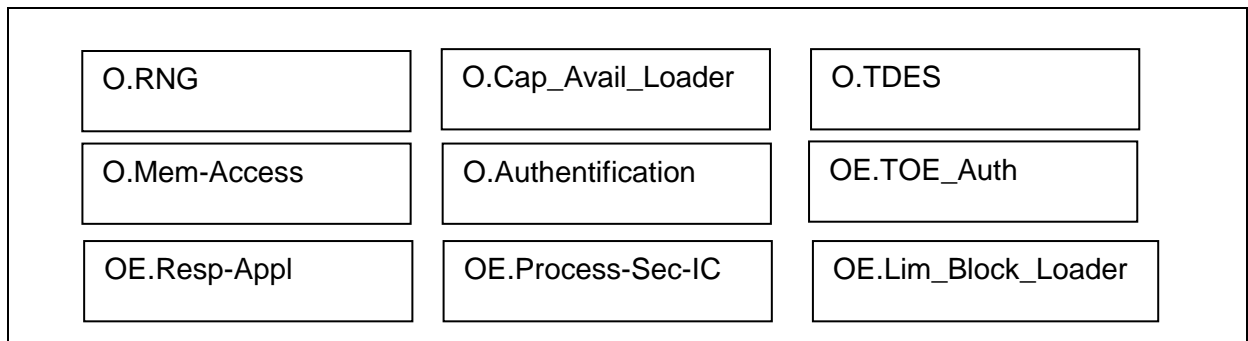 O.RNG
O.Cap_Avail_Loader
O.TDES
O.Mem-Access
O.Authentification
OE.TOE_Auth
OE.Resp-Appl
OE.Process-Sec-IC
OE.Lim_Block_Loader